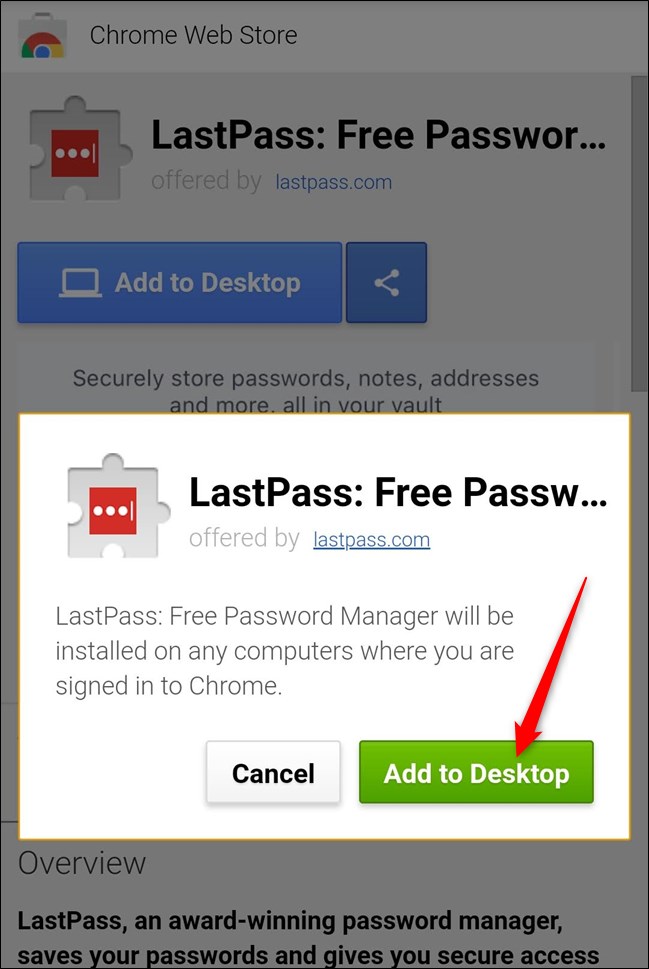 Chrome Web Store
LastPass: Free Passwor...
offered by lastpass.com
Add to Desktop
Securely store passwords, notes, addresses
and more, all in your vault
LastPass: Free Passw...
offered by lastpass.com
LastPass: Free Password Manager will be
installed on any computers where you are
signed in to Chrome.
Cancel Add to Desktop
Overview
LastPass, an award-winning password manager,
saves your passwords and gives you secure access